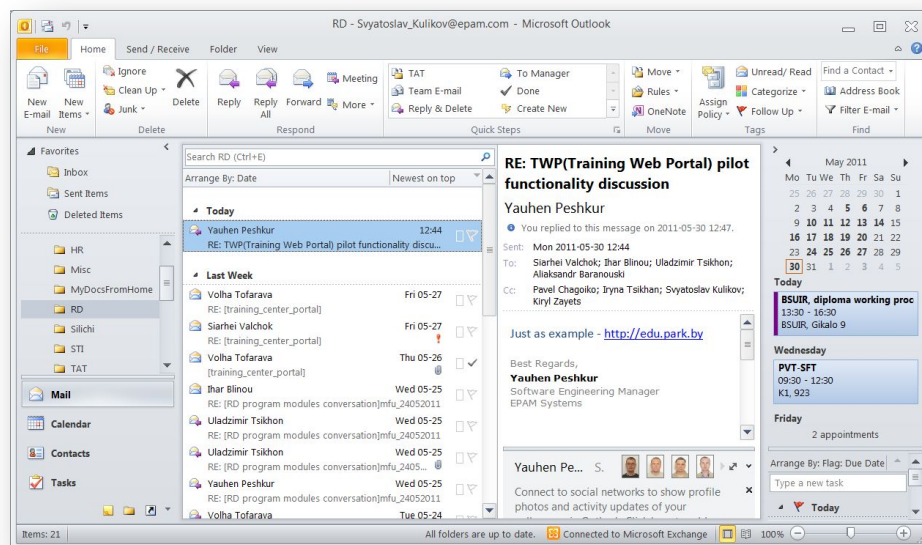 RD - Svyatoslav_Kulikov@epam.com - Microsoft Outlook
File Home Send / Receive Folder View
New E-mail
New Items
New
Ignore
Clean Up
Junk
Delete
Delete
Reply
Reply All
Forward
Meeting
More
Respond
TAT
Team E-mail
Reply & Delete
To Manager
Done
Create New
Quick Steps
Move
Rules
OneNote
Move
Assign Policy
Unread/ Read
Categorize
Follow Up
Tags
Find a Contact
Address Book
Filter E-mail
Find
Favorites
Inbox
Sent Items
Deleted Items
HR
Misc
MyDocsFromHome
RD
Silichi
STI
TAT
Mail
Calendar
Contacts
Tasks
Search RD (Ctrl+E)
Arrange By: Date Newest on top
Today
Yauhen Peshkur 12:44
RE: TWP(Training Web Portal) pilot functionality discu...
Last Week
Volha Tofarava Fri 05-27
RE: [training_center_portal]
Siarhei Valchok Fri 05-27
RE: [training_center_portal]
Volha Tofarava Thu 05-26
[training_center_portal]
Ihar Blinou Wed 05-25
RE: [RD program modules conversation]mfu_24052011
Uladzimir Tsikhon Wed 05-25
RE: [RD program modules conversation]mfu_24052011
Uladzimir Tsikhon Wed 05-25
RE: [RD program modules conversation]mfu_2405...
Yauhen Peshkur Wed 05-25
RE: [RD program modules conversation]mfu_24052011
Volha Tofarava Tue 05-24
RE: TWP(Training Web Portal) pilot
functionality discussion
Yauhen Peshkur
You replied to this message on 2011-05-30 12:47.
Sent: Mon 2011-05-30 12:44
To: Siarhei Valchok; Ihar Blinou; Uladzimir Tsikhon;
Aliaksandr Baranouski
Cc: Pavel Chagoiko; Iryna Tsikhan; Svyatoslav Kulikov;
Kiryl Zayets
Just as example - http://edu.park.by
Best Regards,
Yauhen Peshkur
Software Engineering Manager
EPAM Systems
Yauhen Pe... S.
Connect to social networks to show profile
photos and activity updates of your
May 2011
Mo Tu We Th Fr Sa Su
25 26 27 28 29 30 1
2 3 4 5 6 7 8
9 10 11 12 13 14 15
16 17 18 19 20 21 22
23 24 25 26 27 28 29
30 31 1 2 3 4 5
Today
BSUIR, diploma working proc
13:30 - 16:30
BSUIR, Gikalo 9
Wednesday
PVT-SFT
09:30 - 12:30
K1, 923
Friday
2 appointments
Arrange By: Flag: Due Date
Type a new task
Today
Items: 21 All folders are up to date. Connected to Microsoft Exchange 100%